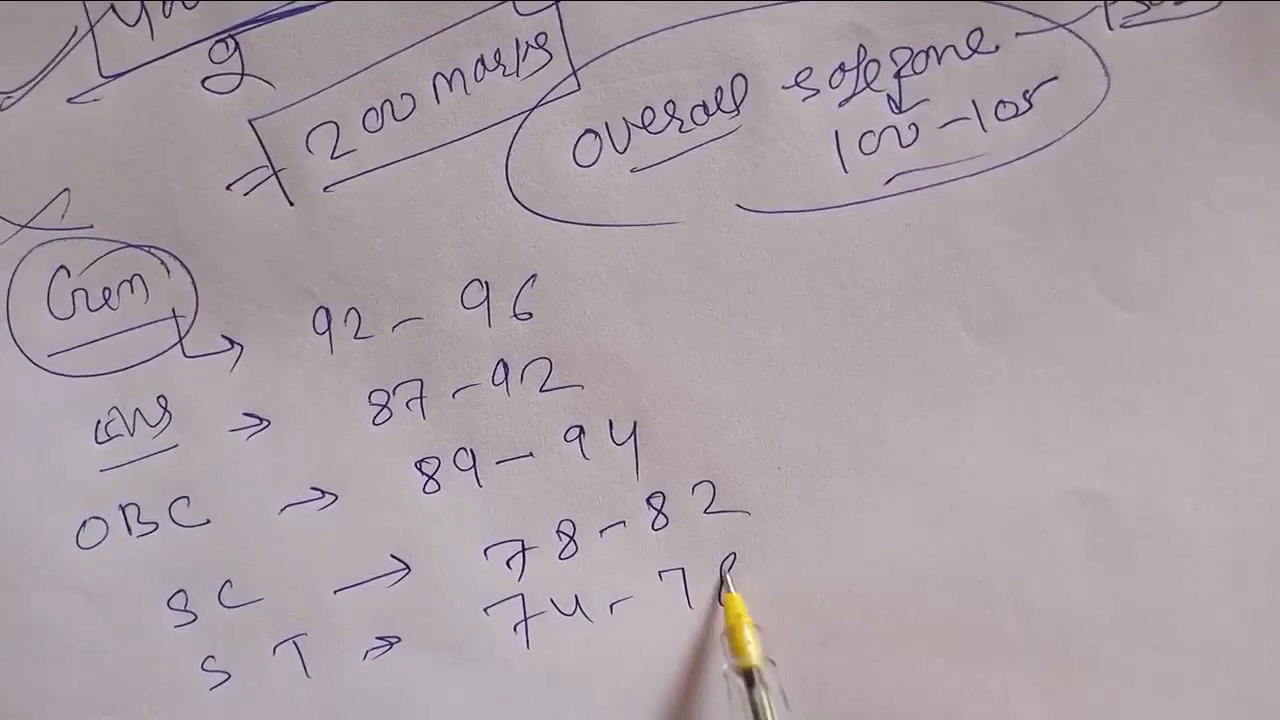 g
200 marks
overall safe zone -
100-105
Gen
92 - 96
EWS → 87-92
OBC → 89-94
SC → 78-82
ST → 74-7